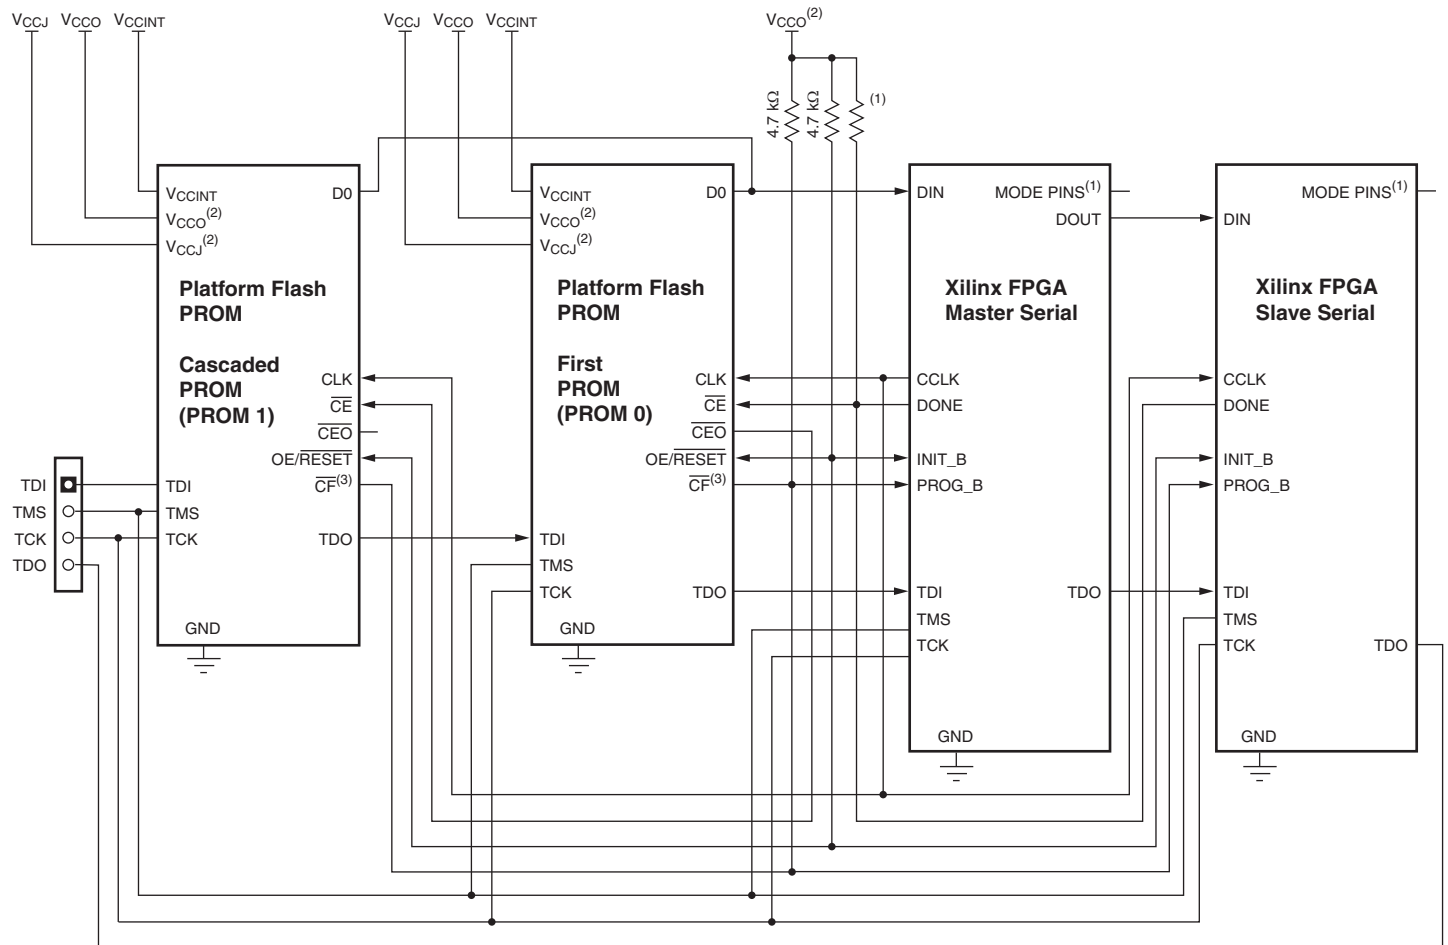 VCCJ VCCO VCCINT
VCCJ VCCO VCCINT
VCCO(2)
4.7 kΩ
4.7 kΩ
(1)
VCCINT
VCCO(2)
VCCJ(2)
D0
Platform Flash
PROM
Cascaded
PROM
(PROM 1)
CLK
CE
CEO
OE/RESET
CF(3)
TDI
TMS
TCK
TDO
GND
TDI
TMS
TCK
TDO
VCCINT
VCCO(2)
VCCJ(2)
D0
Platform Flash
PROM
First
PROM
(PROM 0)
CLK
CE
CEO
OE/RESET
CF(3)
TDI
TMS
TCK
TDO
GND
DIN
MODE PINS(1)
DOUT
Xilinx FPGA
Master Serial
CCLK
DONE
INIT_B
PROG_B
TDI
TMS
TCK
TDO
GND
MODE PINS(1)
DIN
Xilinx FPGA
Slave Serial
CCLK
DONE
INIT_B
PROG_B
TDI
TMS
TCK
TDO
GND